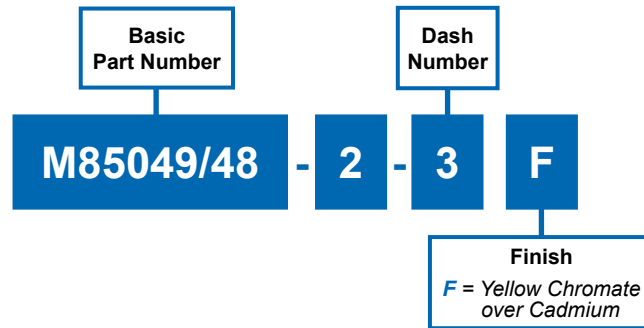 Basic
Part Number
Dash
Number
M85049/48 - 2 - 3 F
Finish
F = Yellow Chromate
over Cadmium